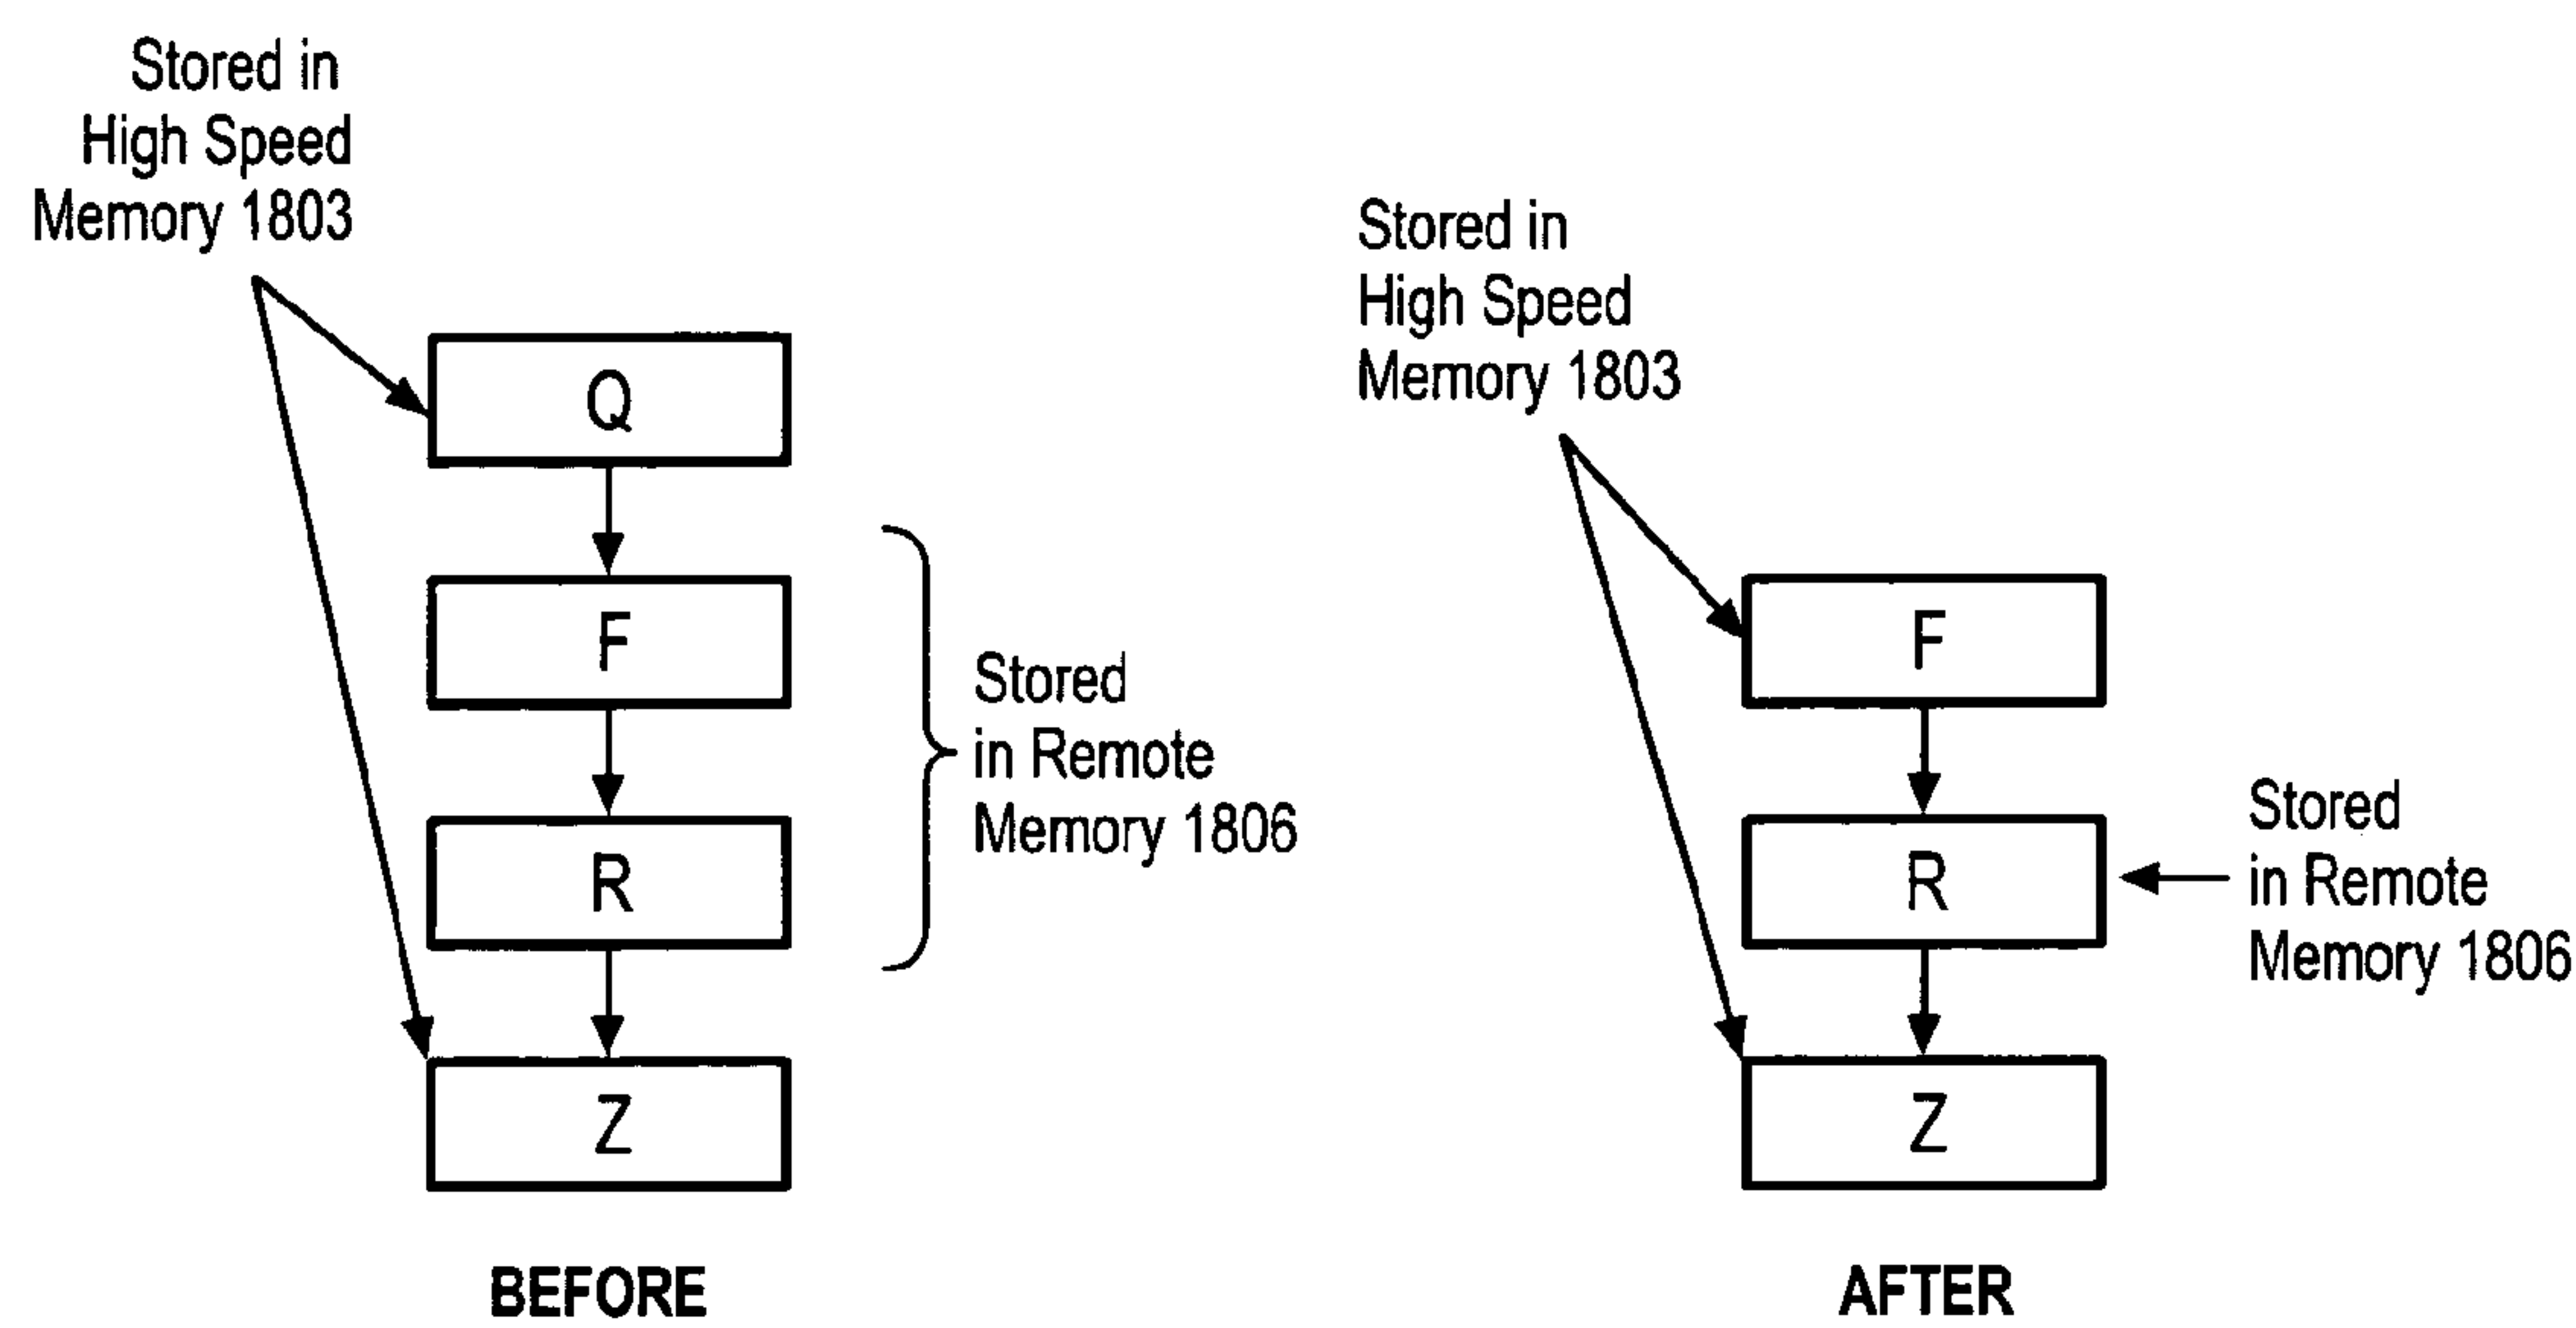 Stored in
High Speed
Memory 1803
Q
F
R
Z
Stored
in Remote
Memory 1806
BEFORE
Stored in
High Speed
Memory 1803
F
R
Z
Stored
in Remote
Memory 1806
AFTER